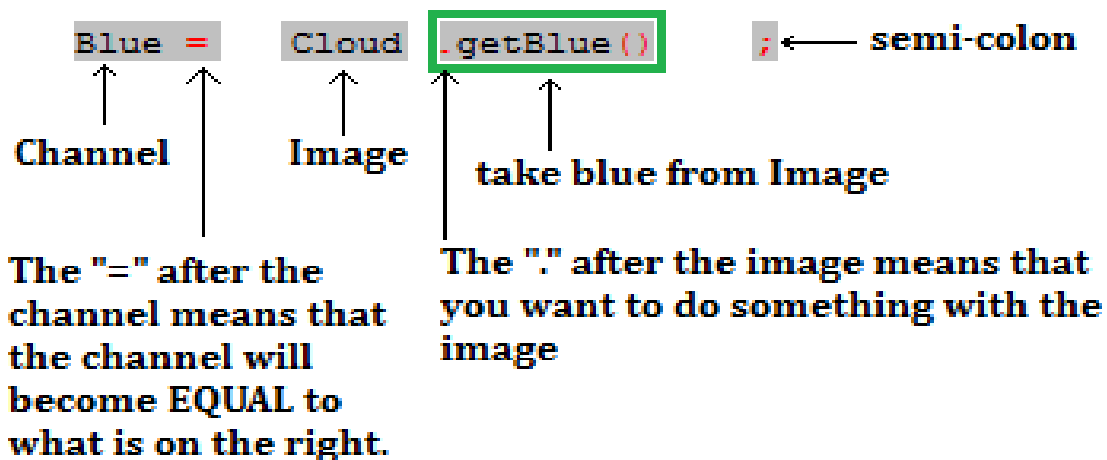 Blue = Cloud .getBlue() ; semi-colon
Channel Image
take blue from Image
The "=" after the
channel means that
the channel will
become EQUAL to
what is on the right.
The "." after the image means that
you want to do something with the
image